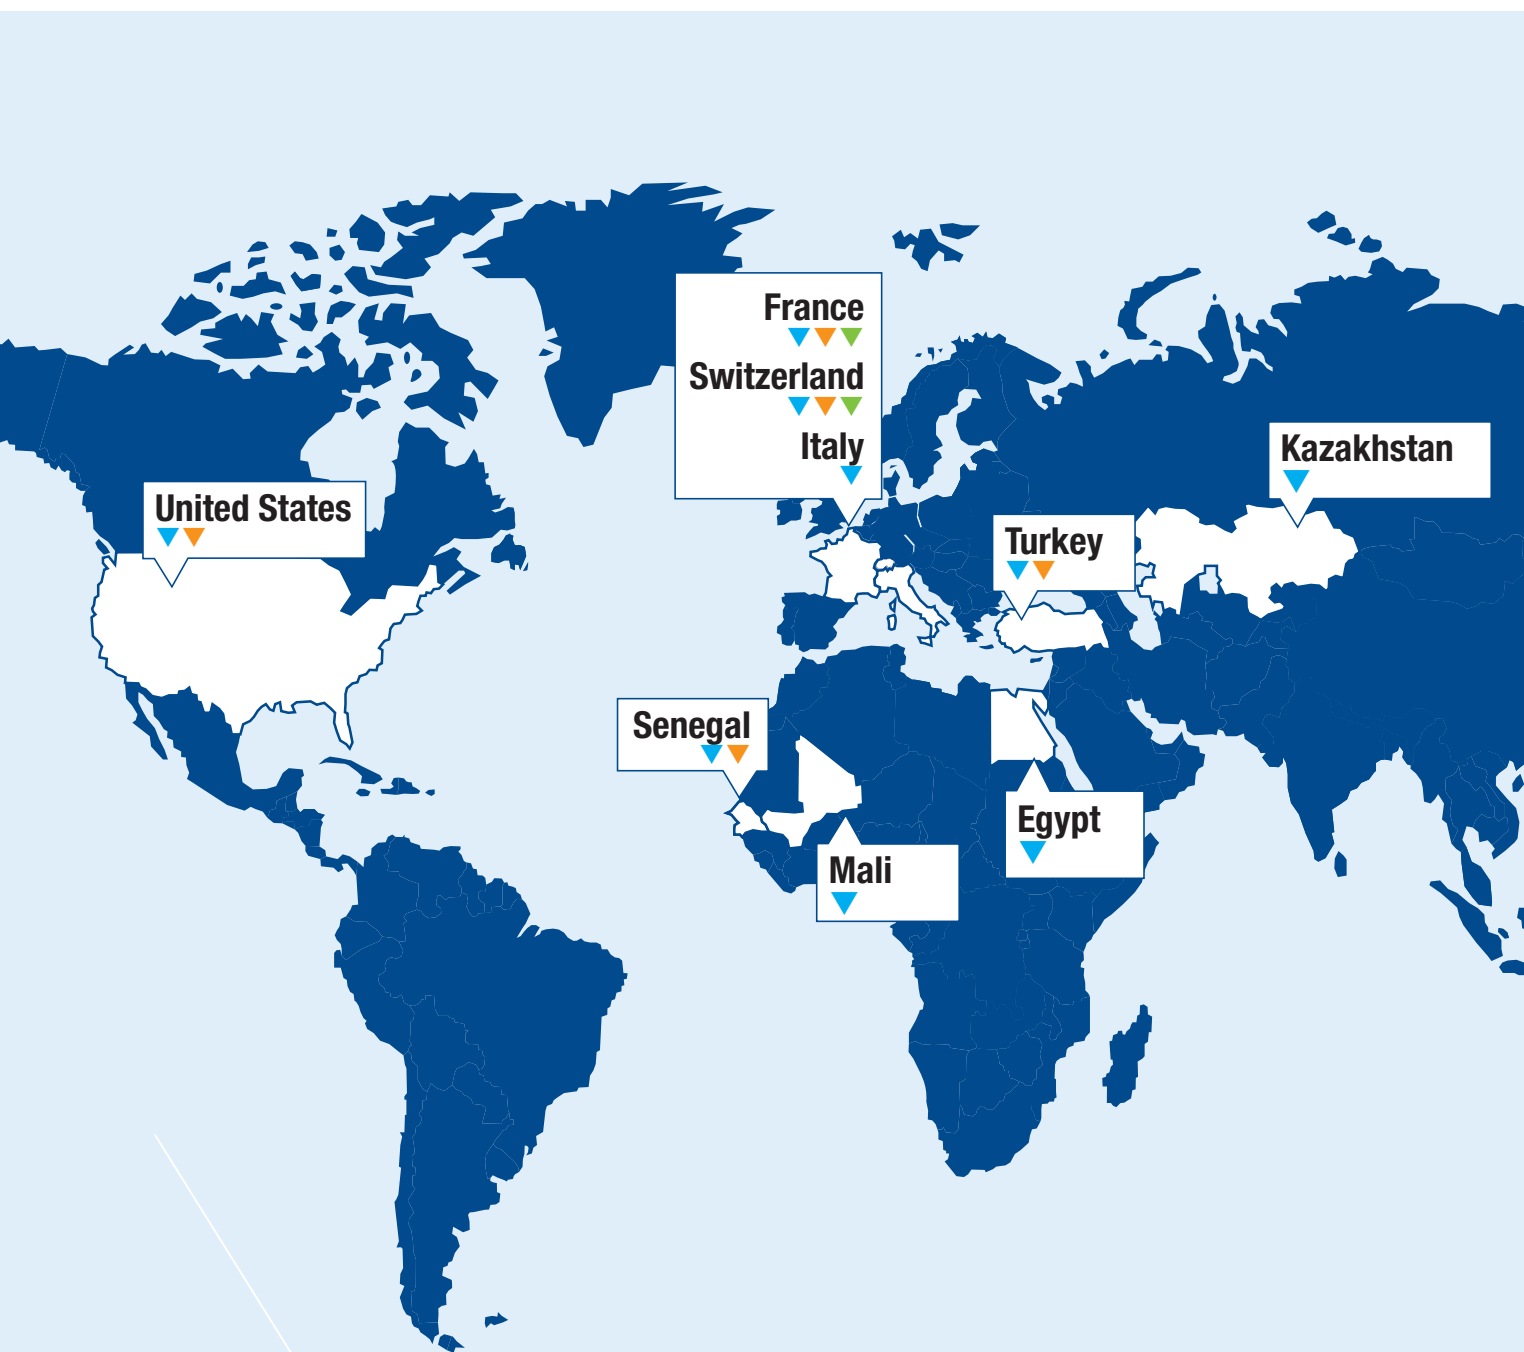 France
Switzerland
Italy
Kazakhstan
United States
Turkey
Senegal
Egypt
Mali